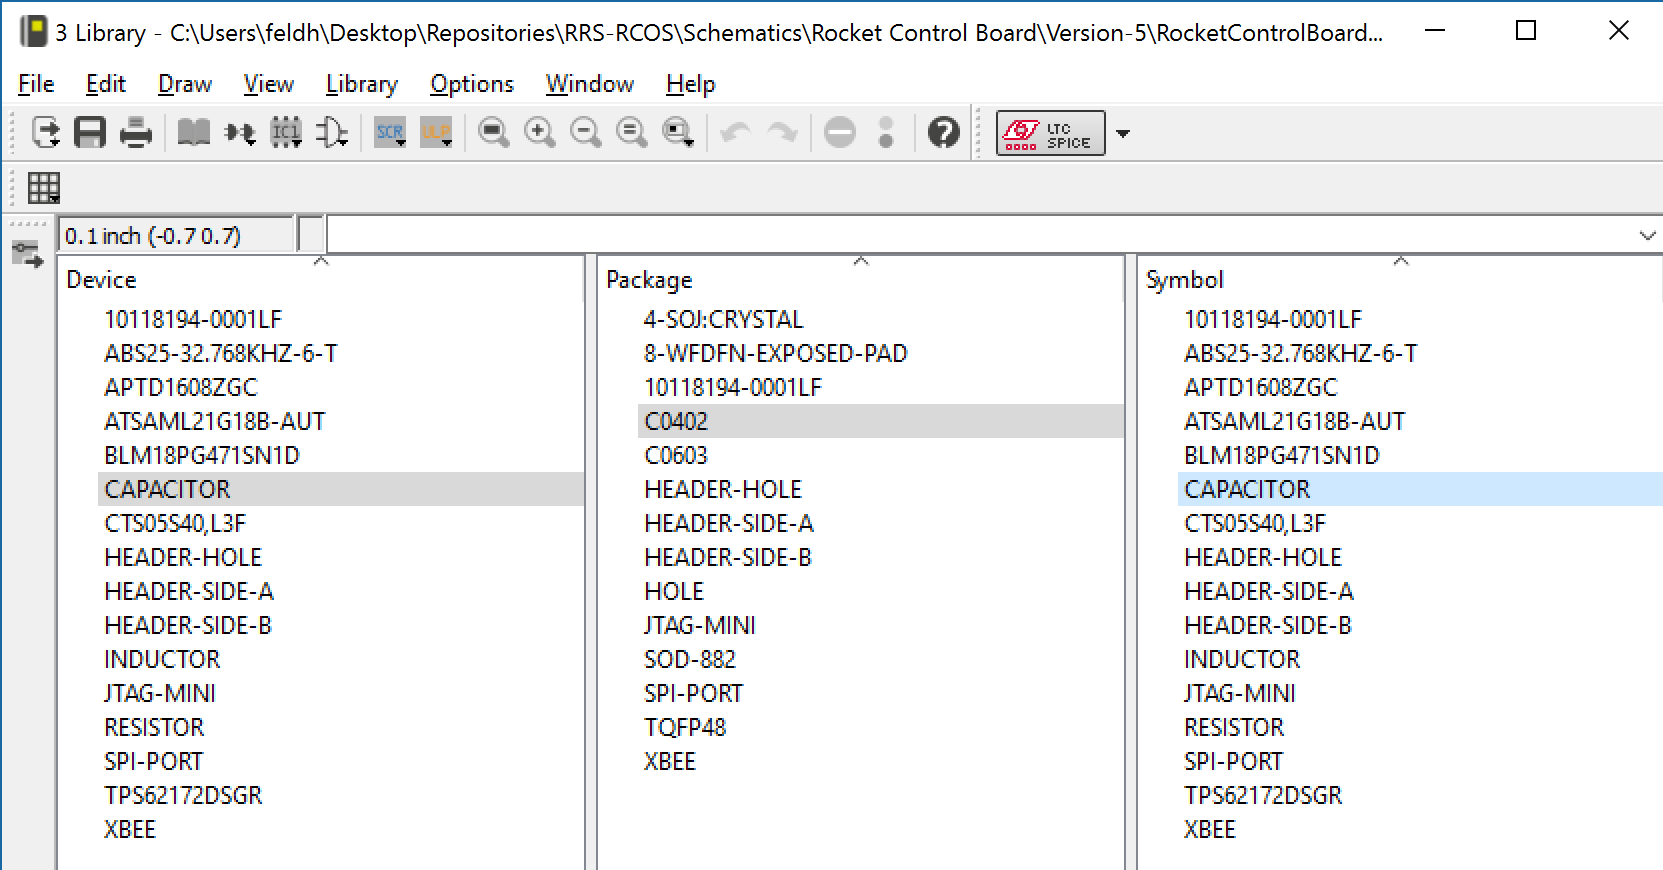 3 Library - C:\Users\feldh\Desktop\Repositories\RRS-RCOS\Schematics\Rocket Control Board\Version-5\RocketControlBoard...
File Edit Draw View Library Options Window Help
IC1 SCR ULP LTC
SPICE
0.1 inch (-0.7 0.7)
Device
10118194-0001LF
ABS25-32.768KHZ-6-T
APTD1608ZGC
ATSAML21G18B-AUT
BLM18PG471SN1D
CAPACITOR
CTS05S40,L3F
HEADER-HOLE
HEADER-SIDE-A
HEADER-SIDE-B
INDUCTOR
JTAG-MINI
RESISTOR
SPI-PORT
TPS62172DSGR
XBEE
Package
4-SOJ:CRYSTAL
8-WFDFN-EXPOSED-PAD
10118194-0001LF
C0402
C0603
HEADER-HOLE
HEADER-SIDE-A
HEADER-SIDE-B
HOLE
JTAG-MINI
SOD-882
SPI-PORT
TQFP48
XBEE
Symbol
10118194-0001LF
ABS25-32.768KHZ-6-T
APTD1608ZGC
ATSAML21G18B-AUT
BLM18PG471SN1D
CAPACITOR
CTS05S40,L3F
HEADER-HOLE
HEADER-SIDE-A
HEADER-SIDE-B
INDUCTOR
JTAG-MINI
RESISTOR
SPI-PORT
TPS62172DSGR
XBEE